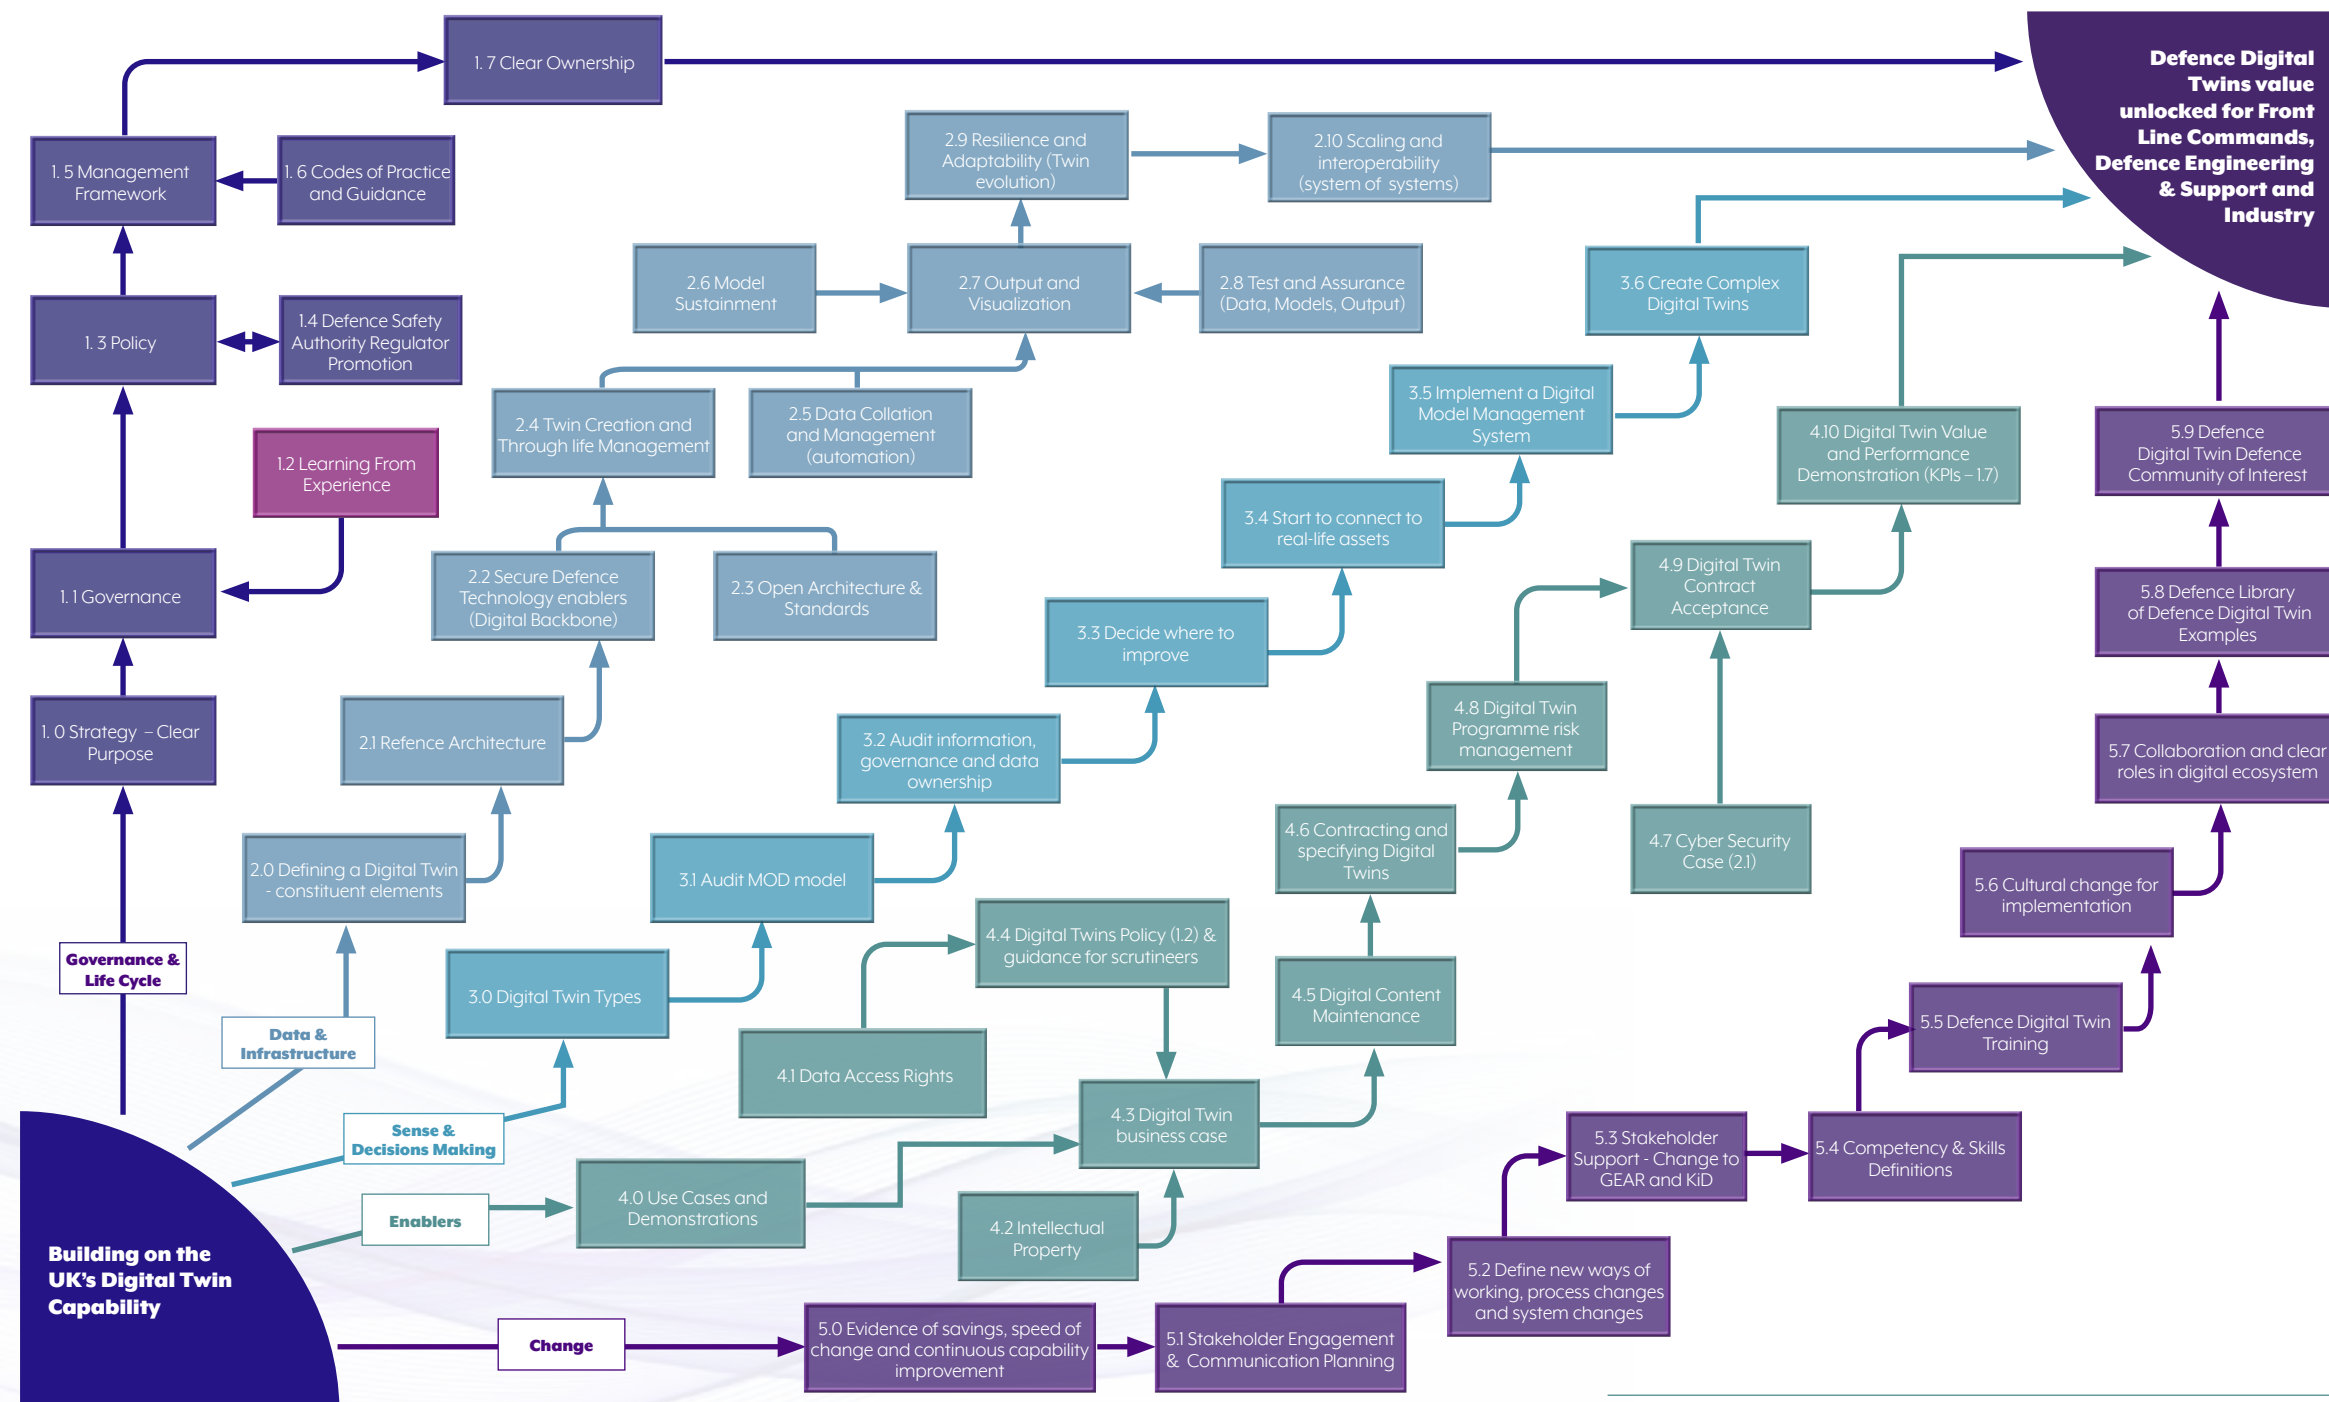 1. 7 Clear Ownership
Defence Digital
Twins value
unlocked for Front
Line Commands,
Defence Engineering
& Support and
Industry
1. 5 Management
Framework
1. 6 Codes of Practice
and Guidance
2.9 Resilience and
Adaptability (Twin
evolution)
2.10 Scaling and
interoperability
(system of systems)
1. 3 Policy
1.4 Defence Safety
Authority Regulator
Promotion
2.6 Model
Sustainment
2.7 Output and
Visualization
2.8 Test and Assurance
(Data, Models, Output)
3.6 Create Complex
Digital Twins
1.2 Learning From
Experience
2.4 Twin Creation and
Through life Management
2.5 Data Collation
and Management
(automation)
3.5 Implement a Digital
Model Management
System
4.10 Digital Twin Value
and Performance
Demonstration (KPIs – 1.7)
5.9 Defence
Digital Twin Defence
Community of Interest
3.4 Start to connect to
real-life assets
1. 1 Governance
2.2 Secure Defence
Technology enablers
(Digital Backbone)
2.3 Open Architecture &
Standards
3.3 Decide where to
improve
4.9 Digital Twin
Contract
Acceptance
5.8 Defence Library
of Defence Digital Twin
Examples
1. 0 Strategy – Clear
Purpose
2.1 Refence Architecture
3.2 Audit information,
governance and data
ownership
4.8 Digital Twin
Programme risk
management
5.7 Collaboration and clear
roles in digital ecosystem
2.0 Defining a Digital Twin
- constituent elements
3.1 Audit MOD model
4.6 Contracting and
specifying Digital
Twins
4.7 Cyber Security
Case (2.1)
5.6 Cultural change for
implementation
Governance &
Life Cycle
3.0 Digital Twin Types
4.4 Digital Twins Policy (1.2) &
guidance for scrutineers
4.5 Digital Content
Maintenance
5.5 Defence Digital Twin
Training
Data &
Infrastructure
4.1 Data Access Rights
4.3 Digital Twin
business case
Sense &
Decisions Making
5.3 Stakeholder
Support - Change to
GEAR and KiD
5.4 Competency & Skills
Definitions
Enablers
4.0 Use Cases and
Demonstrations
4.2 Intellectual
Property
Building on the
UK's Digital Twin
Capability
5.2 Define new ways of
working, process changes
and system changes
Change
5.0 Evidence of savings, speed of
change and continuous capability
improvement
5.1 Stakeholder Engagement
& Communication Planning